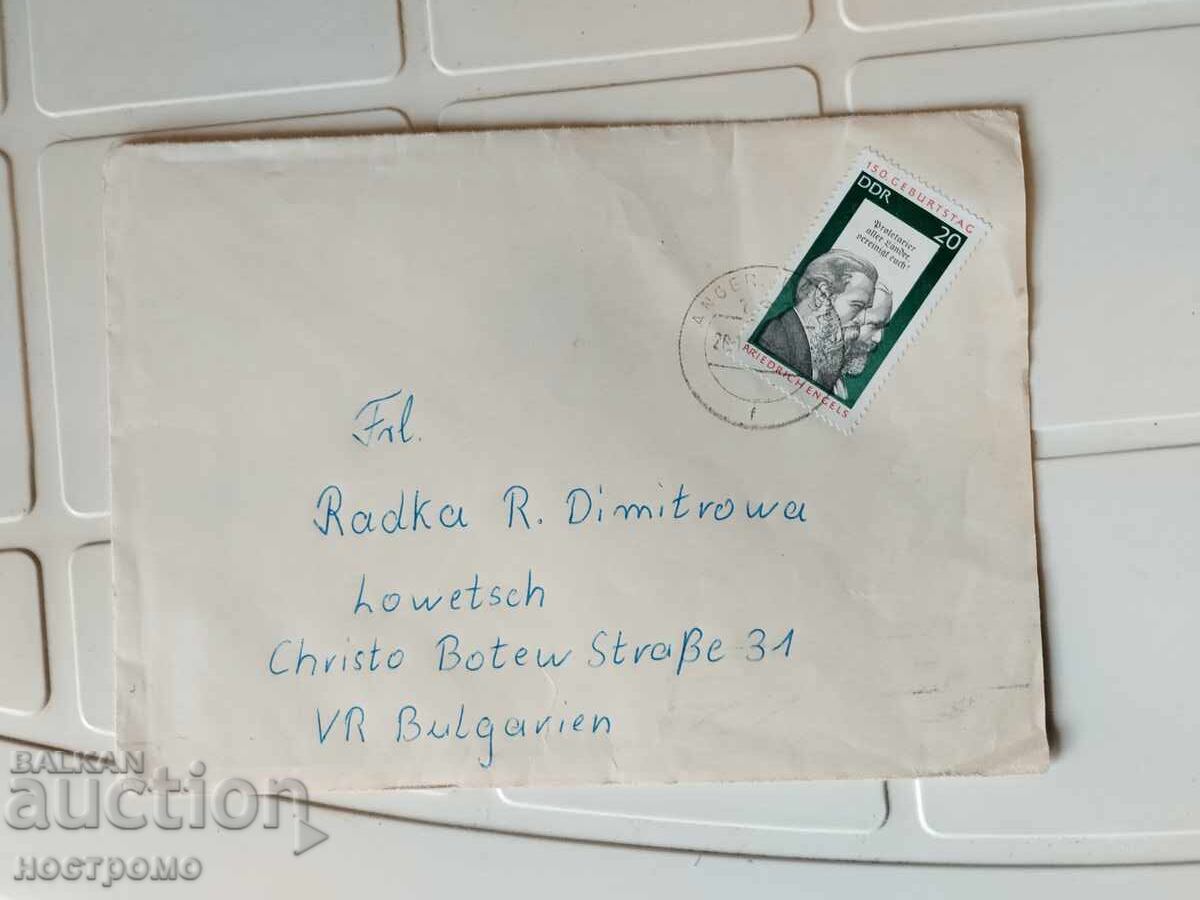 150. GEBURTSTAG
DDR
20
Proletarier
aller Länder,
vereinigt euch!
FRIEDRICH ENGELS
ANGER
f
Frl.
Radka R. Dimitrowa
Lowetsch
Christo Botew Straße 31
VR Bulgarien
BALKAN
auction
ностромо